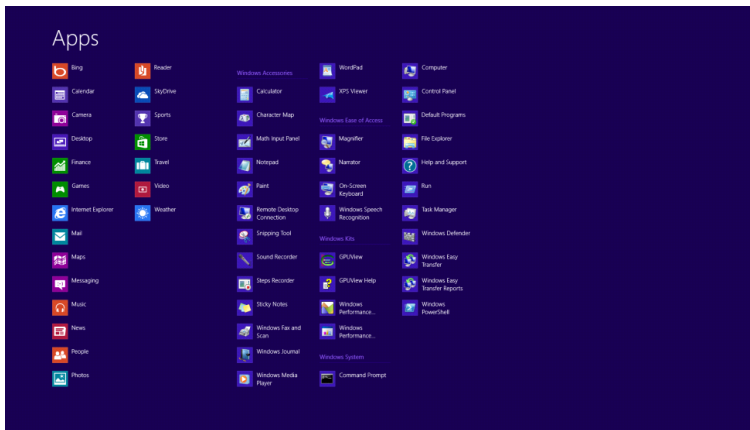 Apps
Bing
Calendar
Camera
Desktop
Finance
Games
Internet Explorer
Mail
Maps
Messaging
Music
News
People
Photos
Reader
SkyDrive
Sports
Store
Travel
Video
Weather
Windows Accessories
Calculator
Character Map
Math Input Panel
Notepad
Paint
Remote Desktop
Connection
Snipping Tool
Sound Recorder
Steps Recorder
Sticky Notes
Windows Fax and
Scan
Windows Journal
Windows Media
Player
WordPad
XPS Viewer
Windows Ease of Access
Magnifier
Narrator
On-Screen
Keyboard
Windows Speech
Recognition
Windows Kits
GPUView
GPUView Help
Windows
Performance...
Windows
Performance...
Windows System
Command Prompt
Computer
Control Panel
Default Programs
File Explorer
Help and Support
Run
Task Manager
Windows Defender
Windows Easy
Transfer
Windows Easy
Transfer Reports
Windows
PowerShell